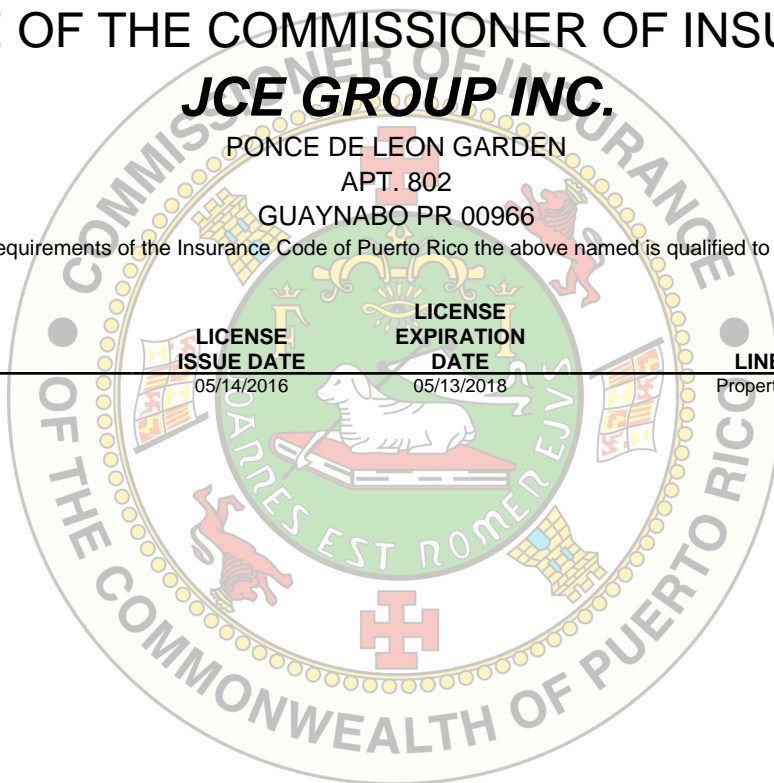 E OF THE COMMISSIONER OF INSU
JCE GROUP INC.
PONCE DE LEON GARDEN
APT. 802
GUAYNABO PR 00966
equirements of the Insurance Code of Puerto Rico the above named is qualified to
LICENSE ISSUE DATE
LICENSE EXPIRATION DATE
LINE
05/14/2016 05/13/2018 Propert
COMMISSIONER OF INSURANCE
OF THE COMMONWEALTH OF PUERTO RICO
F I
JOANNES EST NOMEN EJVS